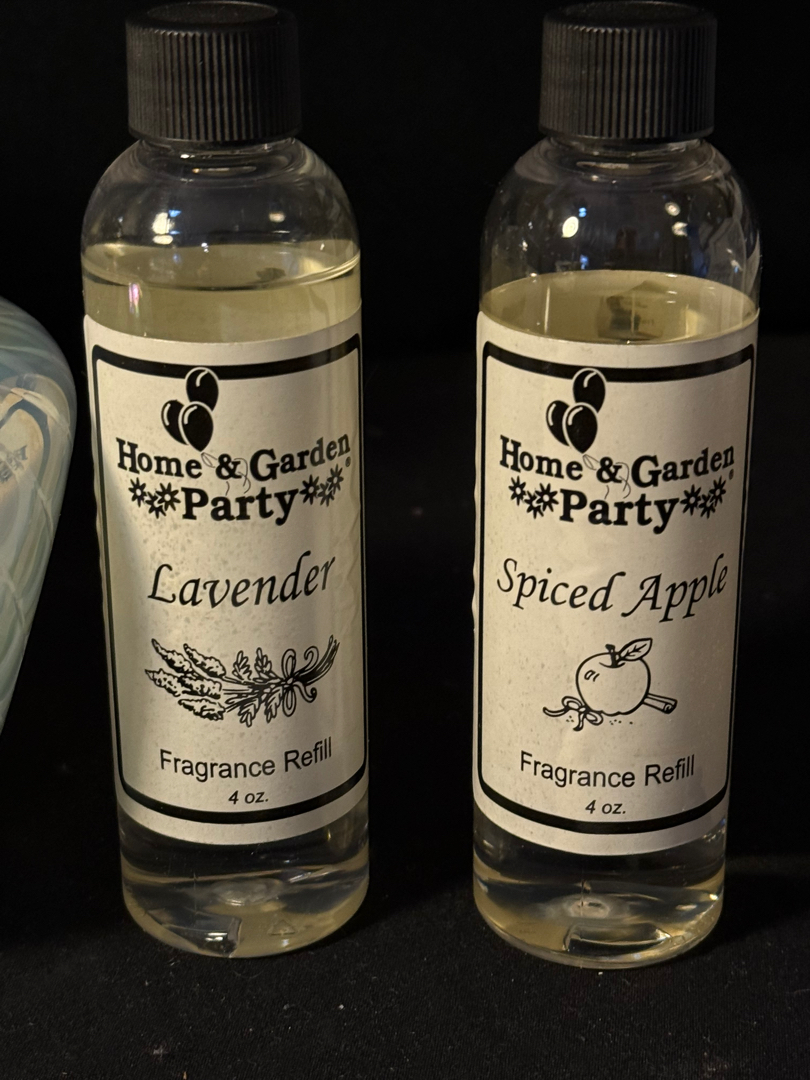 Home & Garden
Party
®
Lavender
Fragrance Refill
4 oz.
Home & Garden
Party
®
Spiced Apple
Fragrance Refill
4 oz.